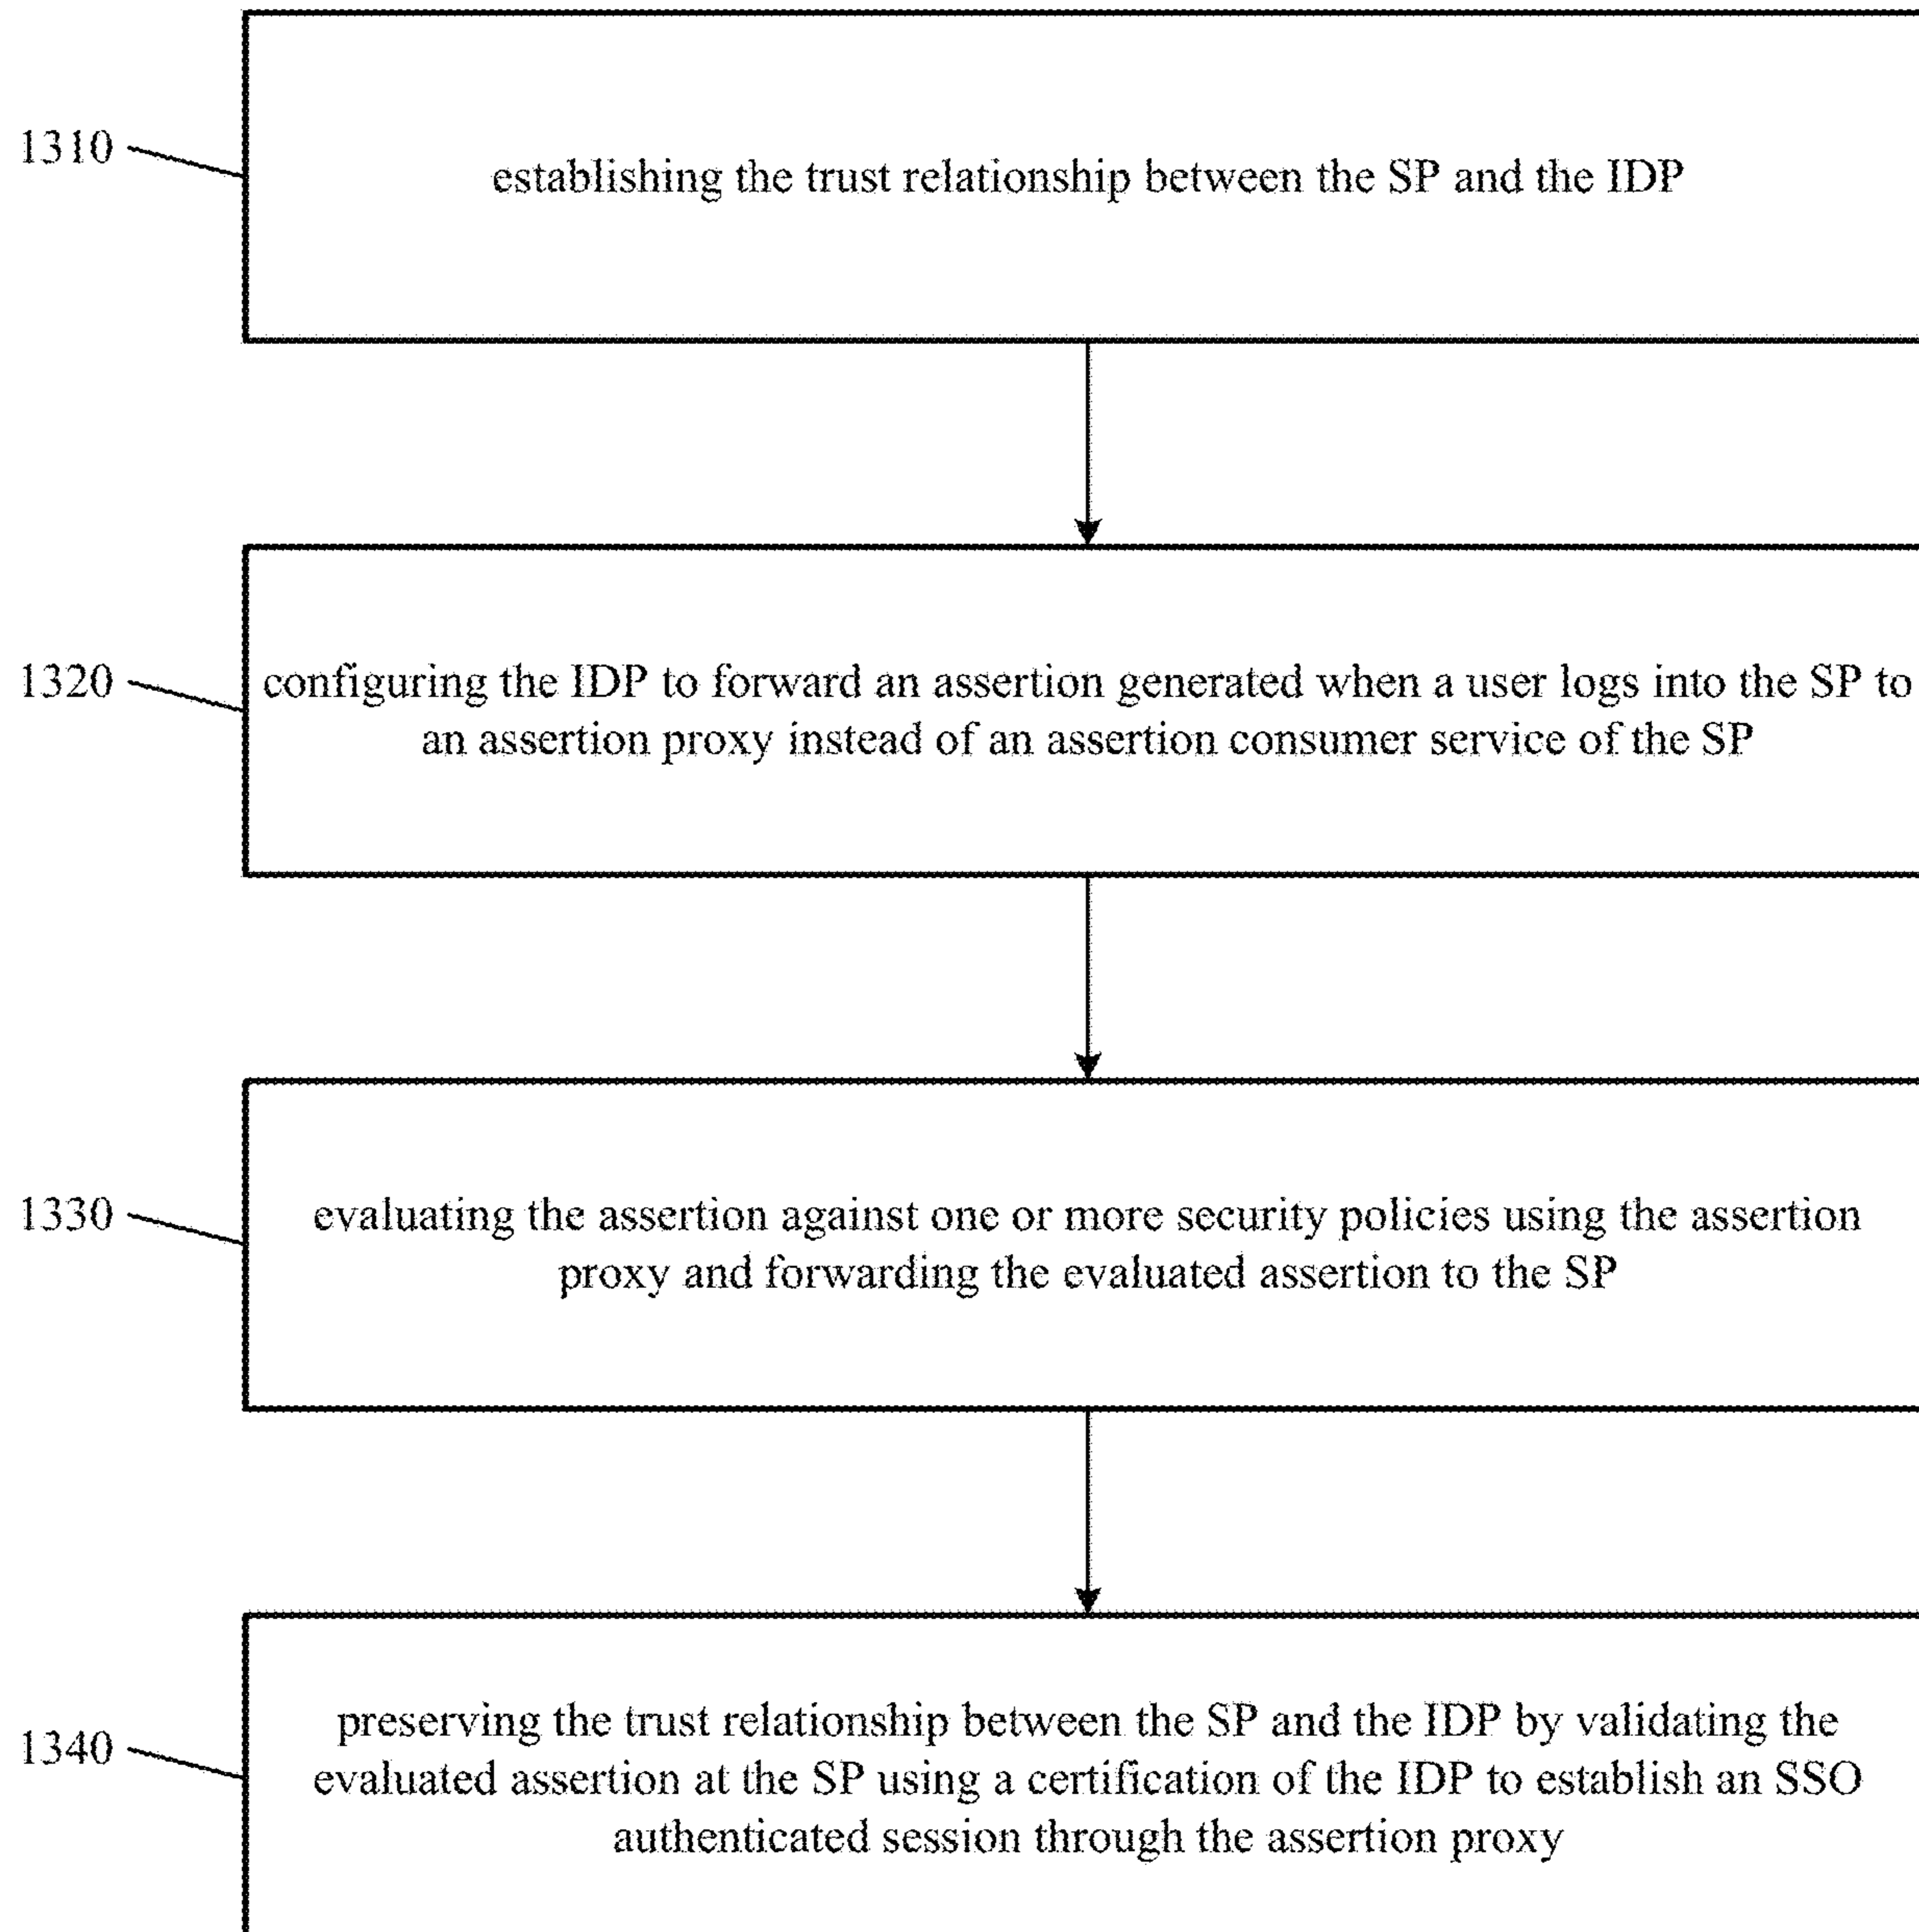 1310
establishing the trust relationship between the SP and the IDP
1320
configuring the IDP to forward an assertion generated when a user logs into the SP to
an assertion proxy instead of an assertion consumer service of the SP
1330
evaluating the assertion against one or more security policies using the assertion
proxy and forwarding the evaluated assertion to the SP
1340
preserving the trust relationship between the SP and the IDP by validating the
evaluated assertion at the SP using a certification of the IDP to establish an SSO
authenticated session through the assertion proxy